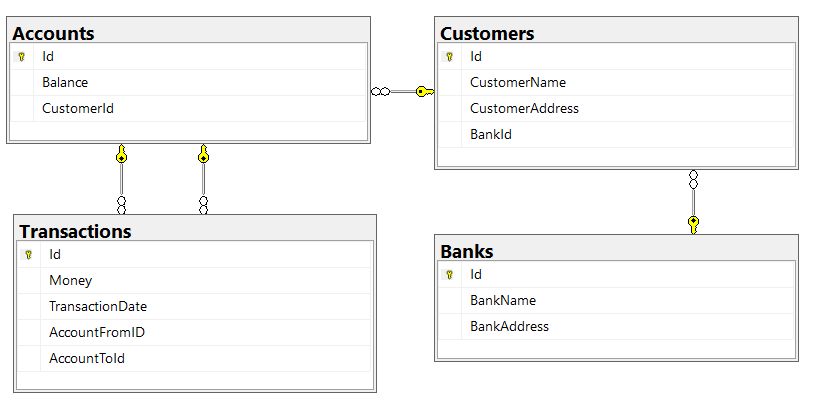 Accounts
Id
Balance
CustomerId
Customers
Id
CustomerName
CustomerAddress
BankId
Transactions
Id
Money
TransactionDate
AccountFromID
AccountToId
Banks
Id
BankName
BankAddress